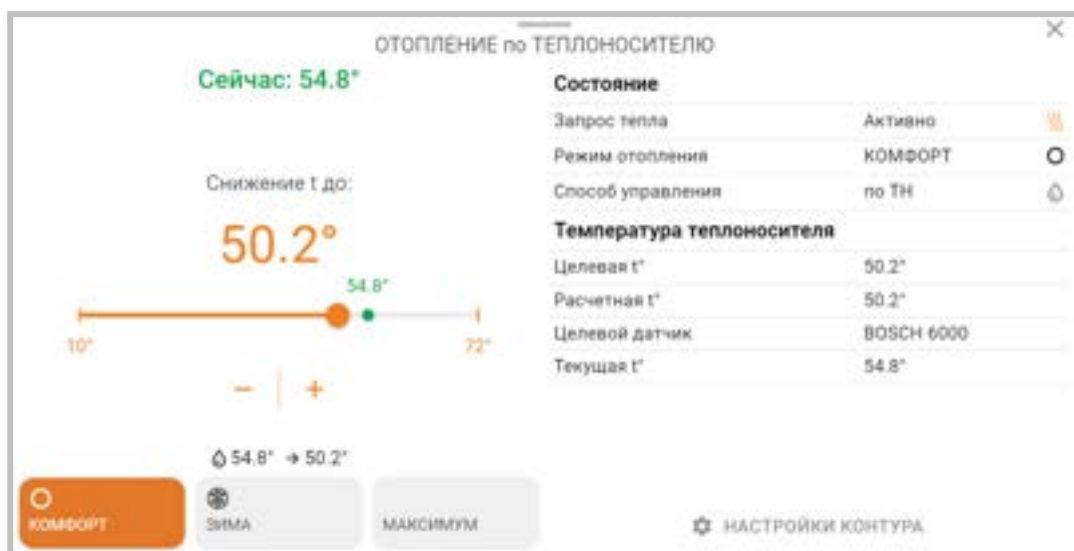 ОТОПЛЕНИЕ по ТЕПЛОНОСИТЕЛЮ
Сейчас: 54.8°
Снижение t до:
50.2°
54.8°
10°
72°
− +
54.8° → 50.2°
КОМФОРТ
ЗИМА
МАКСИМУМ
Состояние
Запрос тепла Активно
Режим отопления КОМФОРТ
Способ управления по ТН
Температура теплоносителя
Целевая t° 50.2°
Расчетная t° 50.2°
Целевой датчик BOSCH 6000
Текущая t° 54.8°
НАСТРОЙКИ КОНТУРА